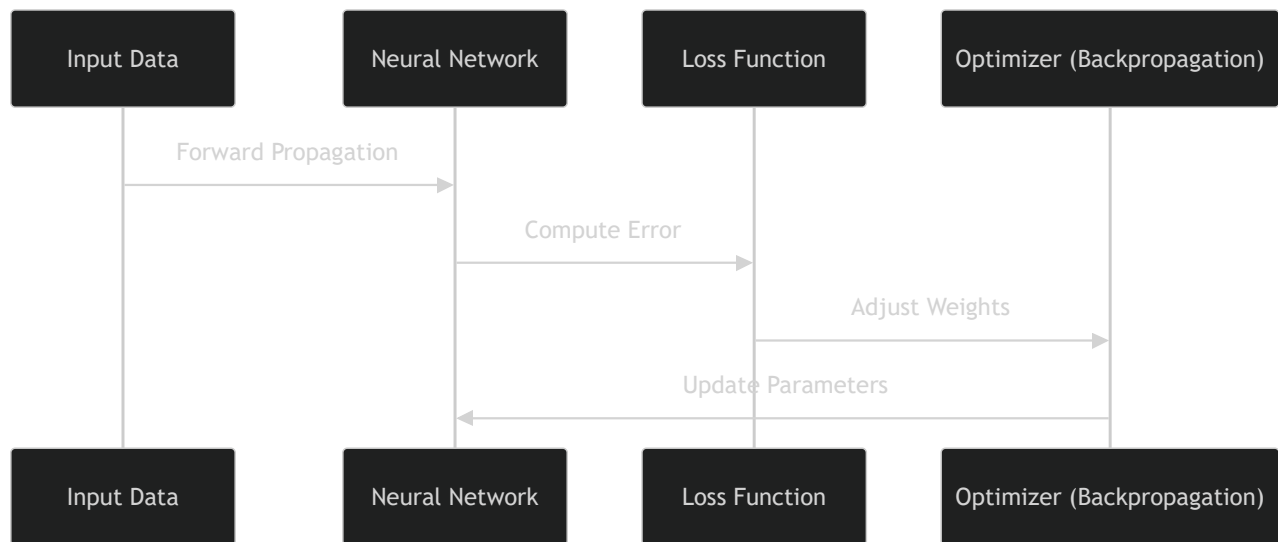 Input Data
Neural Network
Loss Function
Optimizer (Backpropagation)
Forward Propagation
Compute Error
Adjust Weights
Update Parameters
Input Data
Neural Network
Loss Function
Optimizer (Backpropagation)